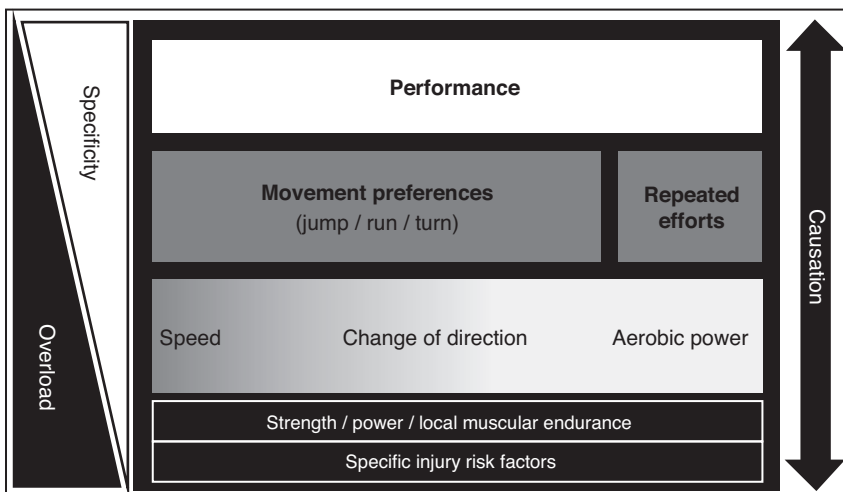 Specificity
Overload
Performance
Movement preferences
(jump / run / turn)
Repeated
efforts
Speed
Change of direction
Aerobic power
Strength / power / local muscular endurance
Specific injury risk factors
Causation